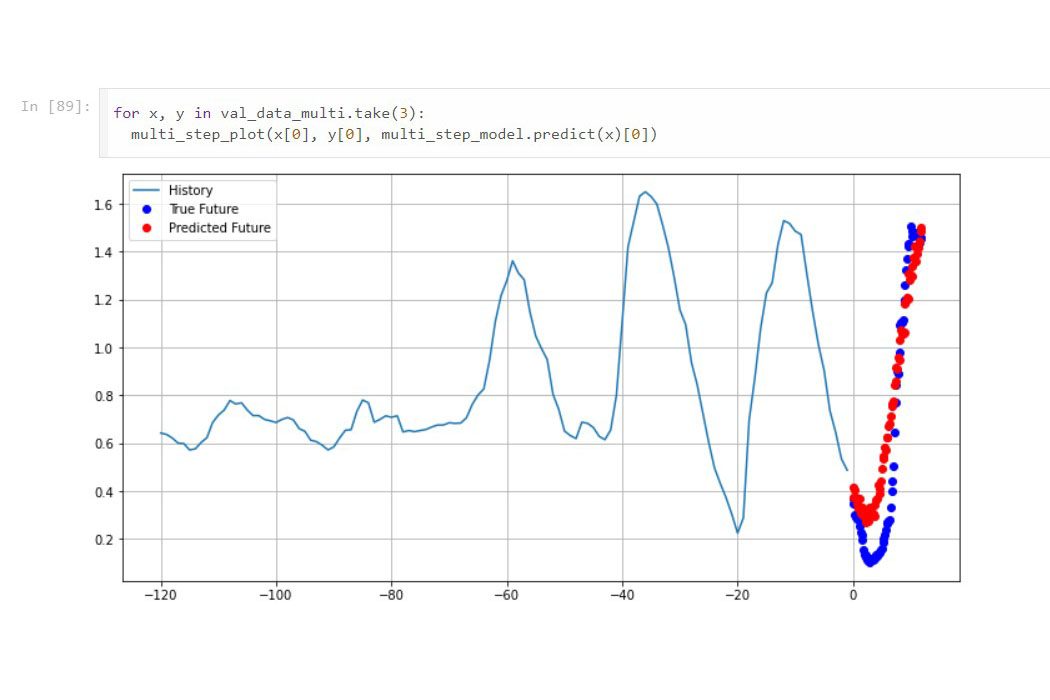 In [89]:
for x, y in val_data_multi.take(3):
multi_step_plot(x[0], y[0], multi_step_model.predict(x)[0])
History
True Future
Predicted Future
1.6
1.4
1.2
1.0
0.8
0.6
0.4
0.2
−120 −100 −80 −60 −40 −20 0